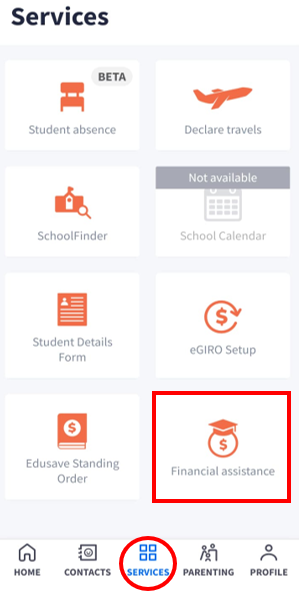 Services
BETA
Student absence
Declare travels
SchoolFinder
Not available
School Calendar
Student Details
Form
eGIRO Setup
Edusave Standing
Order
Financial assistance
HOME
CONTACTS
SERVICES
PARENTING
PROFILE